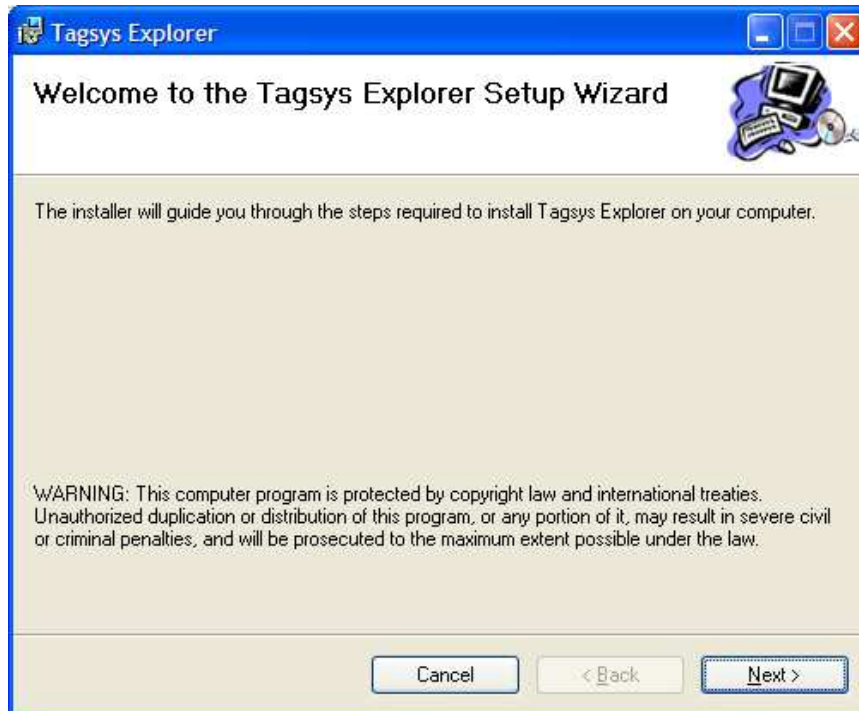 Tagsys Explorer
Welcome to the Tagsys Explorer Setup Wizard
The installer will guide you through the steps required to install Tagsys Explorer on your computer.
WARNING: This computer program is protected by copyright law and international treaties.
Unauthorized duplication or distribution of this program, or any portion of it, may result in severe civil
or criminal penalties, and will be prosecuted to the maximum extent possible under the law.
Cancel < Back Next >